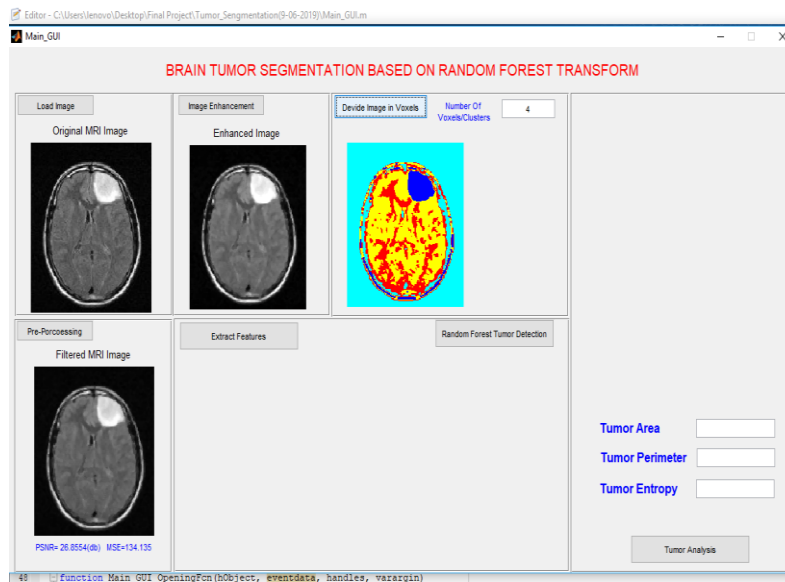 Editor - C:\Users\lenovo\Desktop\Final Project\Tumor_Sengmentation(9-06-2019)\Main_GUI.m
Main_GUI
BRAIN TUMOR SEGMENTATION BASED ON RANDOM FOREST TRANSFORM
Load Image
Original MRI Image
Image Enhancement
Enhanced Image
Devide Image in Voxels
Number Of
Voxels/Clusters
4
Pre-Porcoessing
Filtered MRI Image
PSNR= 26.8554(db) MSE=134.135
Extract Features
Random Forest Tumor Detection
Tumor Area
Tumor Perimeter
Tumor Entropy
Tumor Analysis
48 function Main_GUI_OpeningFcn(hObject, eventdata, handles, varargin)